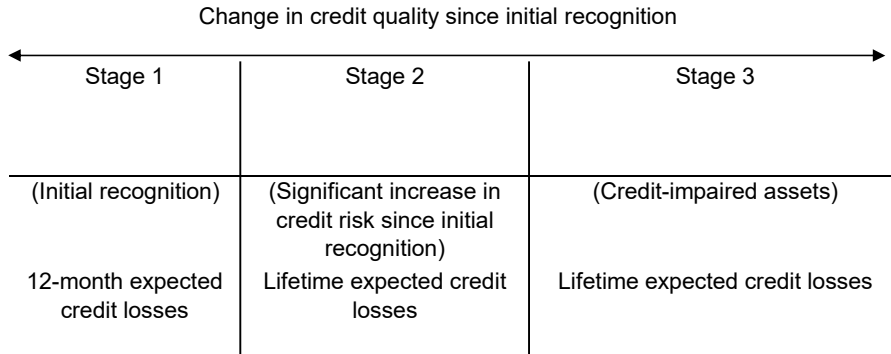 Change in credit quality since initial recognition
Stage 1
Stage 2
Stage 3
(Initial recognition)
(Significant increase in
credit risk since initial
recognition)
(Credit-impaired assets)
12-month expected
credit losses
Lifetime expected credit
losses
Lifetime expected credit losses